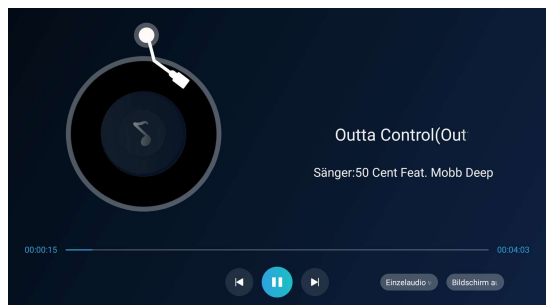 Outta Control(Out
Sänger:50 Cent Feat. Mobb Deep
00:00:15
00:04:03
Einzelaudio
Bildschirm